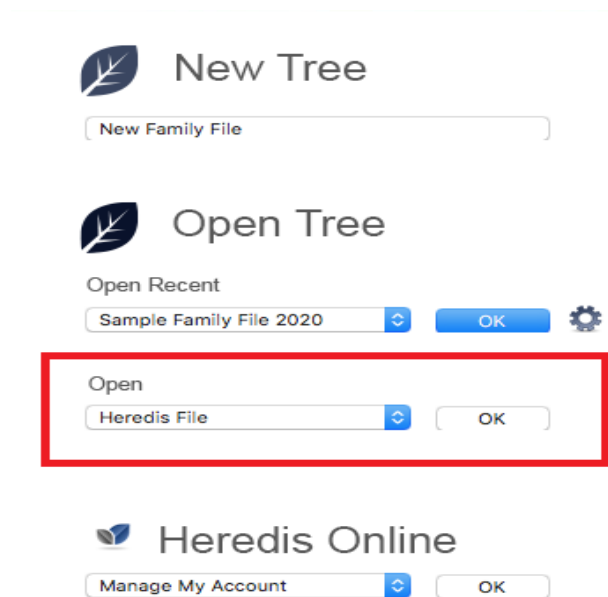 New Tree
New Family File
Open Tree
Open Recent
Sample Family File 2020 OK
Open
Heredis File OK
Heredis Online
Manage My Account OK